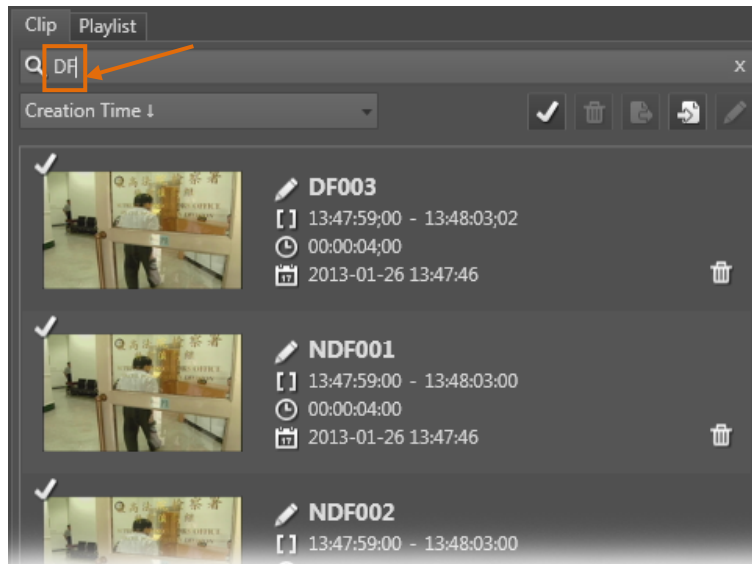 Clip Playlist
DF x
Creation Time ↓
DF003
[ ] 13:47:59;00 - 13:48:03;02
00:00:04;00
17 2013-01-26 13:47:46
NDF001
[ ] 13:47:59:00 - 13:48:03:00
00:00:04:00
17 2013-01-26 13:47:46
NDF002
[ ] 13:47:59:00 - 13:48:03:00